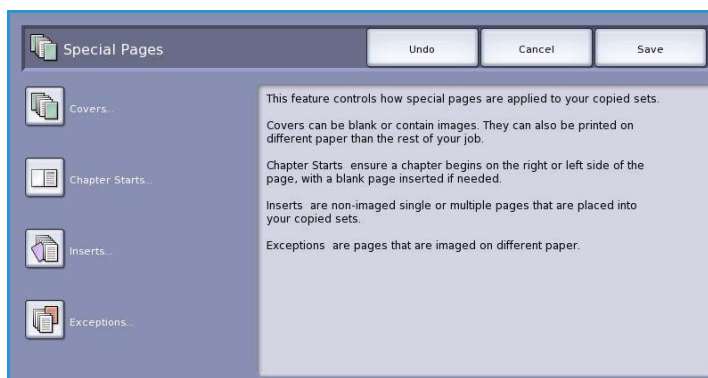 Special Pages
Undo
Cancel
Save
Covers...
Chapter Starts...
Inserts...
Exceptions...
This feature controls how special pages are applied to your copied sets.
Covers can be blank or contain images. They can also be printed on
different paper than the rest of your job.
Chapter Starts ensure a chapter begins on the right or left side of the
page, with a blank page inserted if needed.
Inserts are non-imaged single or multiple pages that are placed into
your copied sets.
Exceptions are pages that are imaged on different paper.